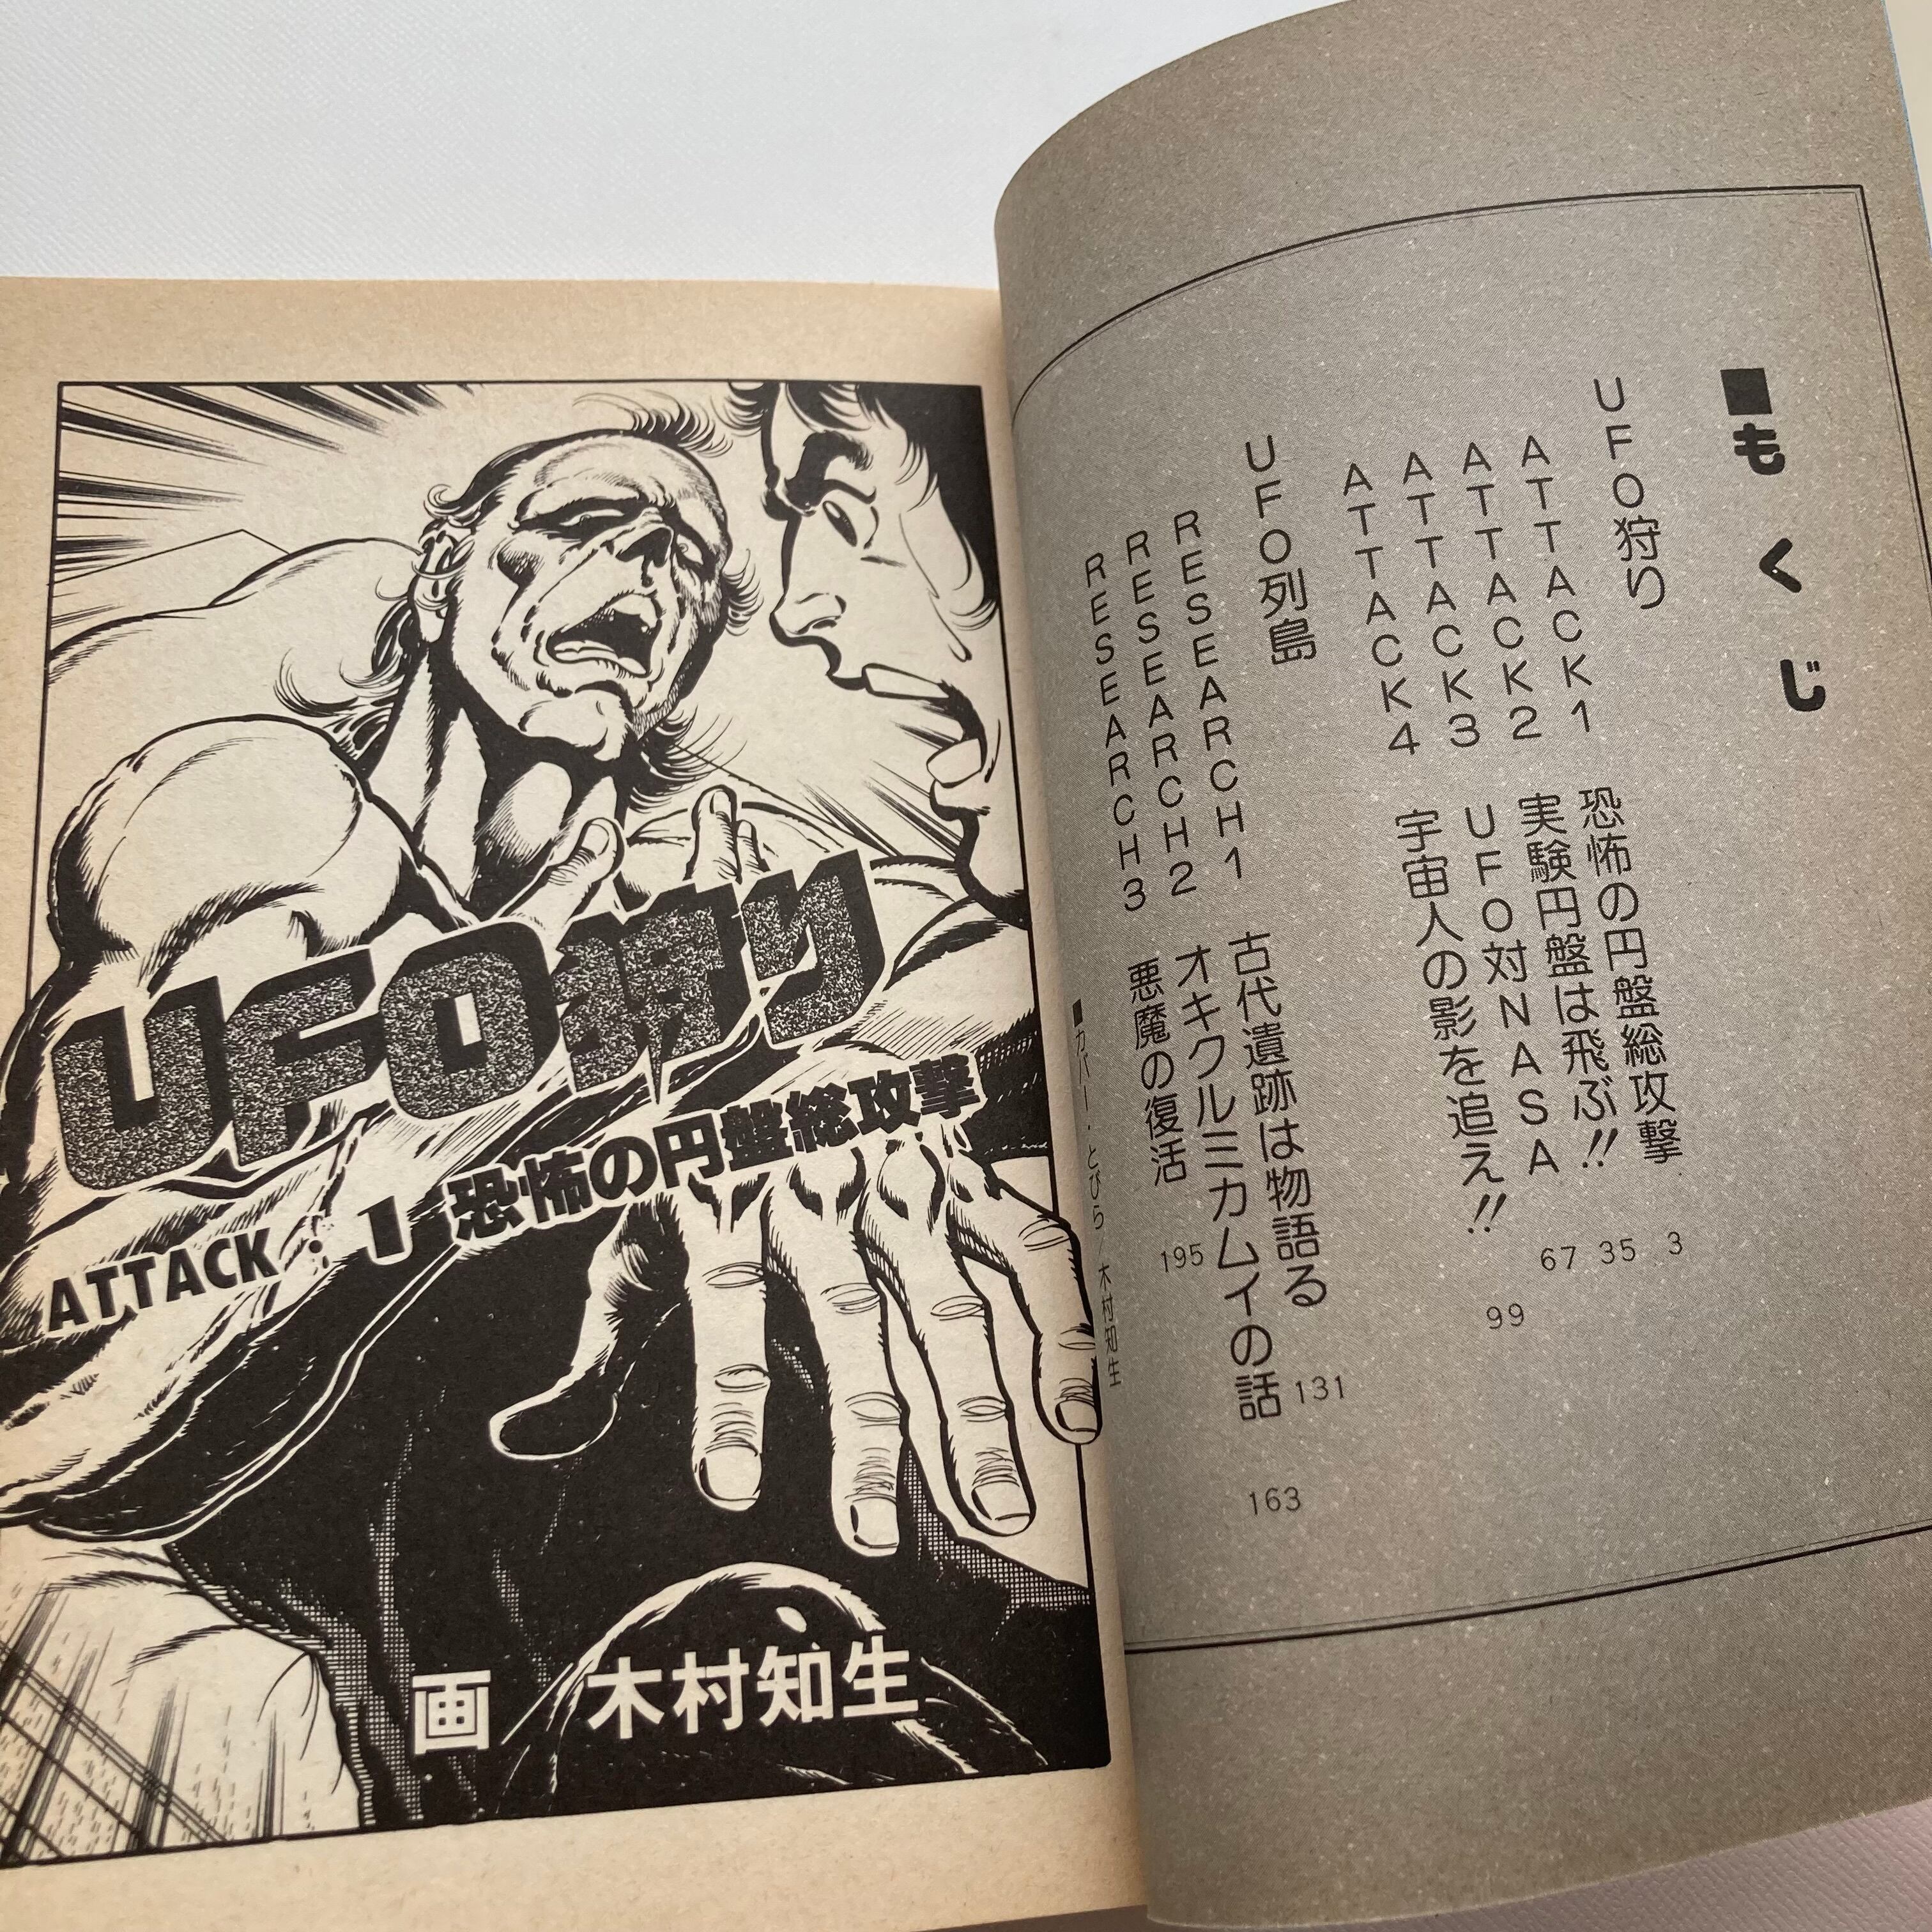 ■もくじ
UFO狩り
ATTACK1 恐怖の円盤総攻撃 3
ATTACK2 実験円盤は飛ぶ!! 35
ATTACK3 UFO対NASA 67
ATTACK4 宇宙人の影を追え!! 99
UFO列島
RESEARCH1 古代遺跡は物語る 131
RESEARCH2 オキクルミカムイの話 163
RESEARCH3 悪魔の復活 195
■カバー・とびら/木村知生
UFO狩り
ATTACK:1 恐怖の円盤総攻撃
画 木村知生